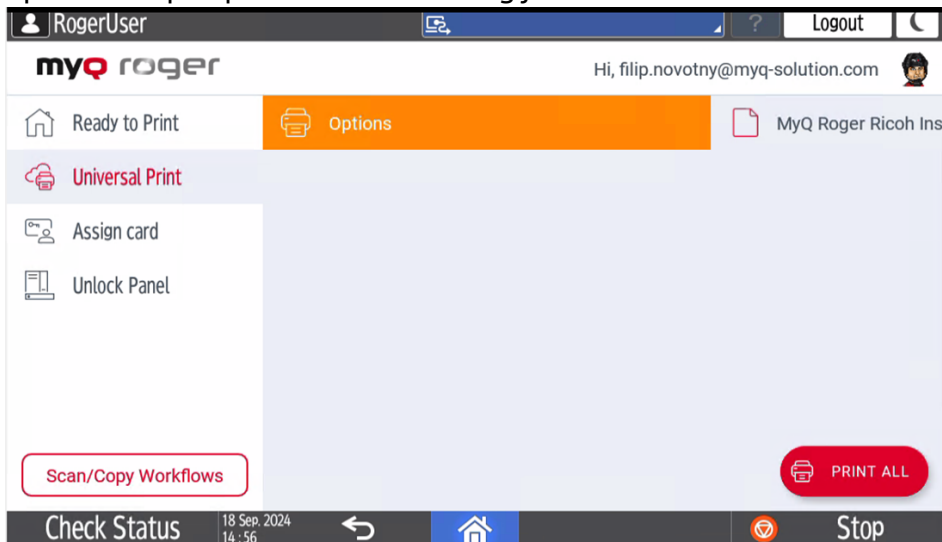 RogerUser
? Logout
myQ roger
Hi, filip.novotny@myq-solution.com
Ready to Print
Options
MyQ Roger Ricoh Ins
Universal Print
Assign card
Unlock Panel
Scan/Copy Workflows
PRINT ALL
Check Status
18 Sep. 2024
14:56
Stop